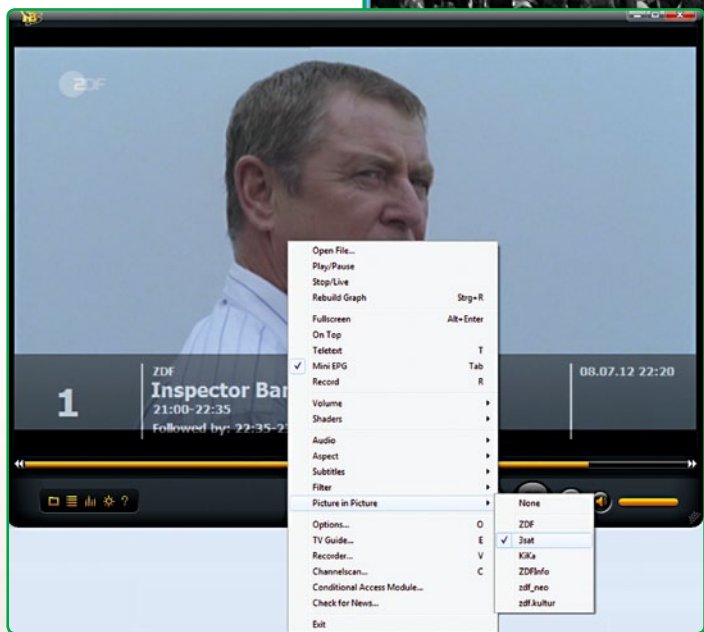 ZDF
Open File...
Play/Pause
Stop/Live
Rebuild Graph Strg+R
Fullscreen Alt+Enter
On Top
Teletext T
Mini EPG Tab
Record R
Volume
Shaders
Audio
Aspect
Subtitles
Filter
Picture in Picture
Options... O
TV Guide... E
Recorder... V
Channelscan... C
Conditional Access Module...
Check for News...
Exit
None
ZDF
3sat
KiKa
ZDFInfo
zdf_neo
zdf.kultur
1
ZDF
Inspector Bar
21:00-22:35
Followed by: 22:35-2
08.07.12 22:20
?